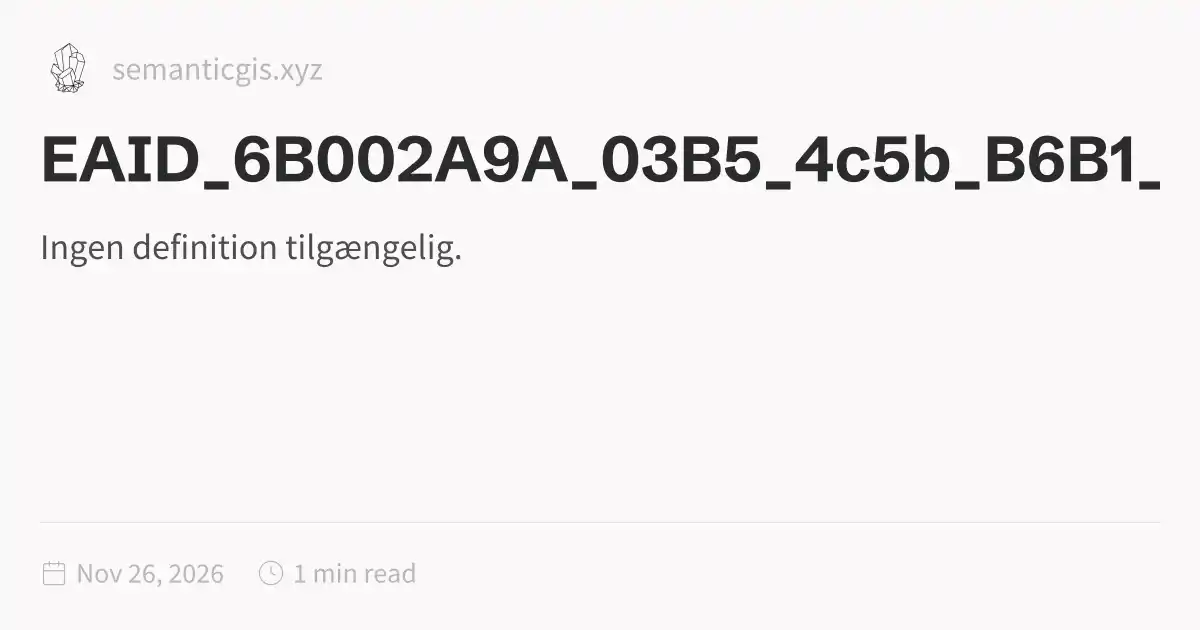 semanticgis.xyz
EAID_6B002A9A_03B5_4c5b_B6B1_
Ingen definition tilgængelig.
Nov 26, 2026 1 min read